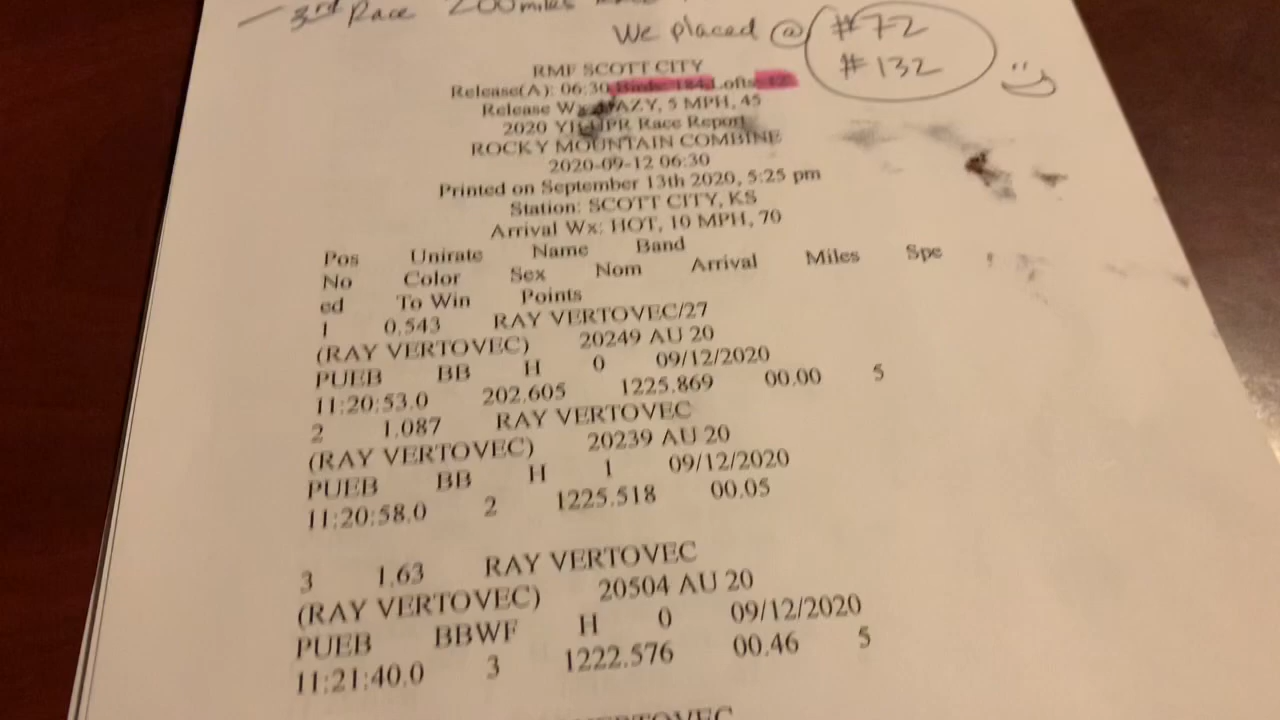 3rd Race 200 miles
We placed @ #72
#132
RMF SCOTT CITY
Release(A): 06:30 Birds: 184 Lofts: 12
Release Wx: HAZY, 5 MPH, 45
2020 YB UPR Race Report
ROCKY MOUNTAIN COMBINE
2020-09-12 06:30
Printed on September 13th 2020, 5:25 pm
Station: SCOTT CITY, KS
Arrival Wx: HOT, 10 MPH, 70
Pos Unirate Name Band
No Color Sex Nom Arrival Miles Spe
ed To Win Points
1 0.543 RAY VERTOVEC/27
(RAY VERTOVEC) 20249 AU 20
PUEB BB H 0 09/12/2020
11:20:53.0 202.605 1225.869 00.00 5
2 1.087 RAY VERTOVEC
(RAY VERTOVEC) 20239 AU 20
PUEB BB H 1 09/12/2020
11:20:58.0 2 1225.518 00.05
3 1.63 RAY VERTOVEC
(RAY VERTOVEC) 20504 AU 20
PUEB BBWF H 0 09/12/2020
11:21:40.0 3 1222.576 00.46 5
VERTOVEC